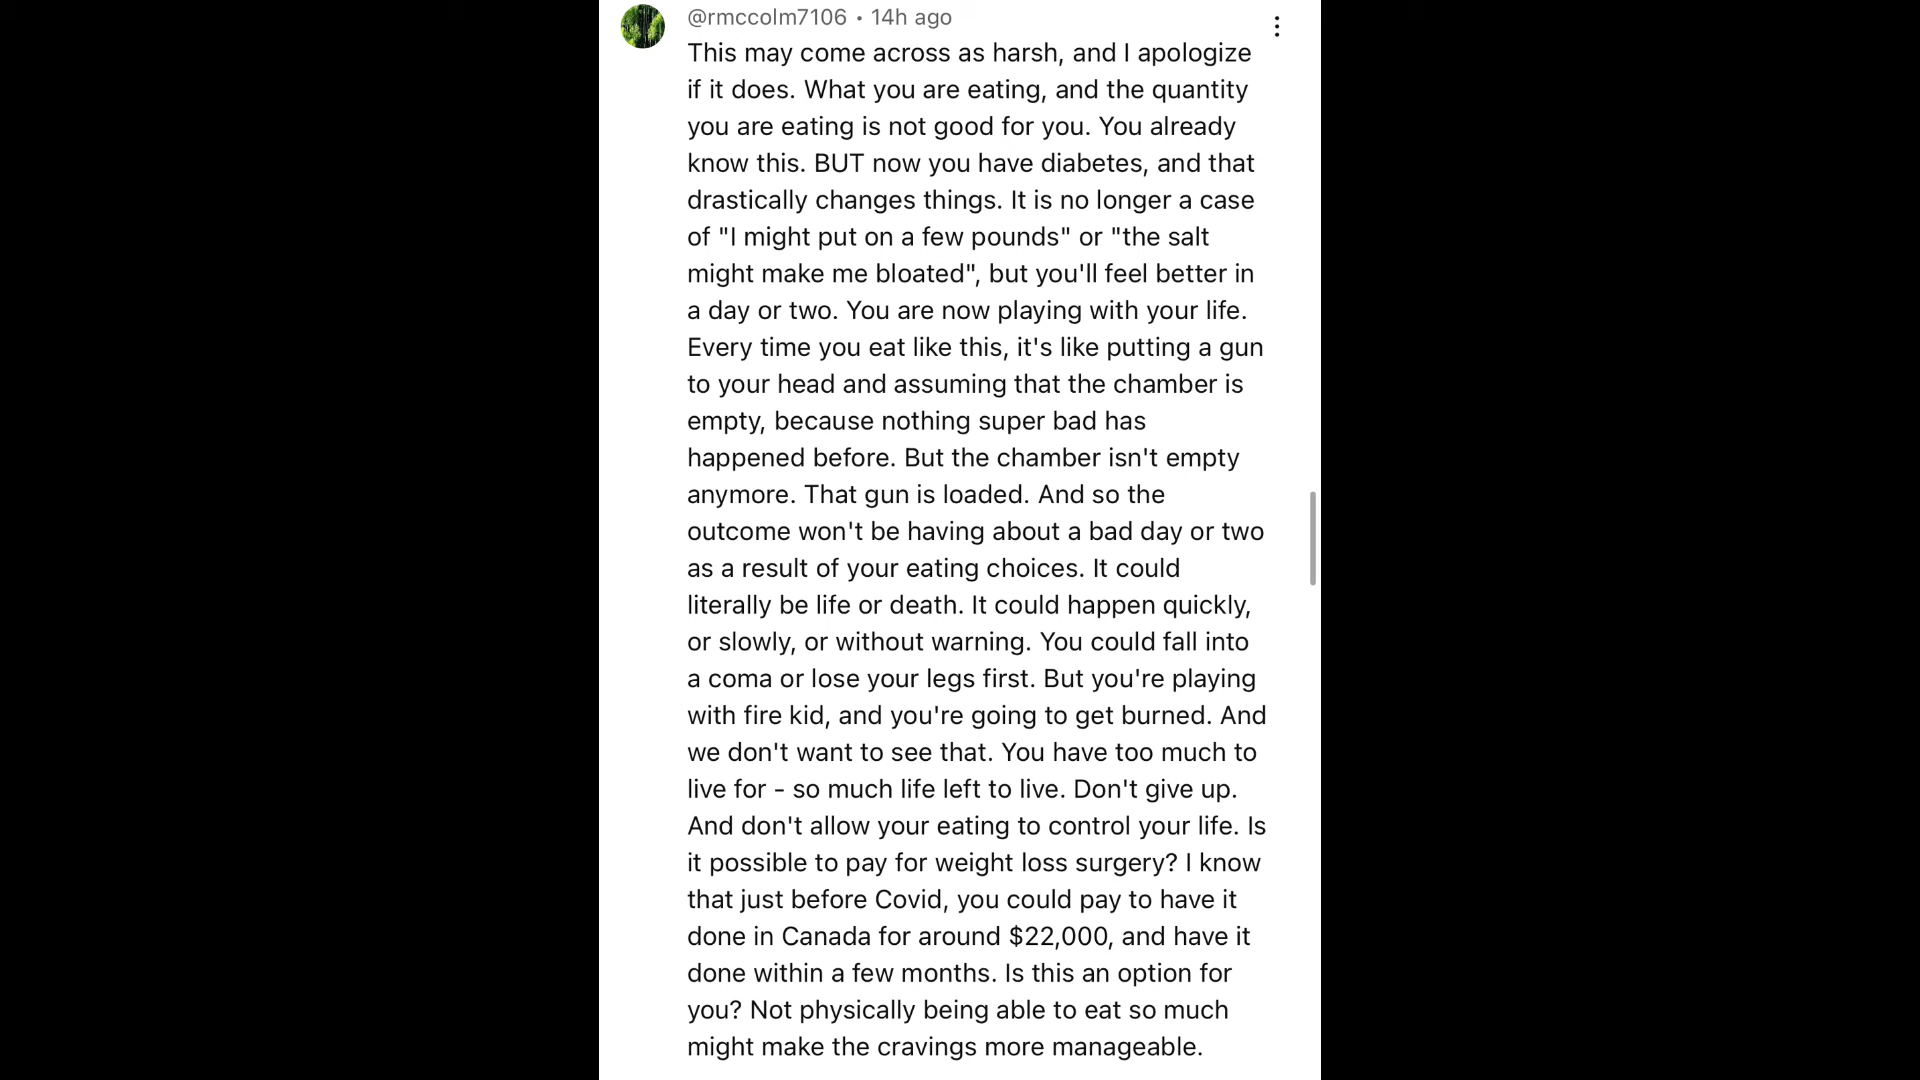 @rmccolm7106 • 14h ago
This may come across as harsh, and I apologize
if it does. What you are eating, and the quantity
you are eating is not good for you. You already
know this. BUT now you have diabetes, and that
drastically changes things. It is no longer a case
of "I might put on a few pounds" or "the salt
might make me bloated", but you'll feel better in
a day or two. You are now playing with your life.
Every time you eat like this, it's like putting a gun
to your head and assuming that the chamber is
empty, because nothing super bad has
happened before. But the chamber isn't empty
anymore. That gun is loaded. And so the
outcome won't be having about a bad day or two
as a result of your eating choices. It could
literally be life or death. It could happen quickly,
or slowly, or without warning. You could fall into
a coma or lose your legs first. But you're playing
with fire kid, and you're going to get burned. And
we don't want to see that. You have too much to
live for - so much life left to live. Don't give up.
And don't allow your eating to control your life. Is
it possible to pay for weight loss surgery? I know
that just before Covid, you could pay to have it
done in Canada for around $22,000, and have it
done within a few months. Is this an option for
you? Not physically being able to eat so much
might make the cravings more manageable.